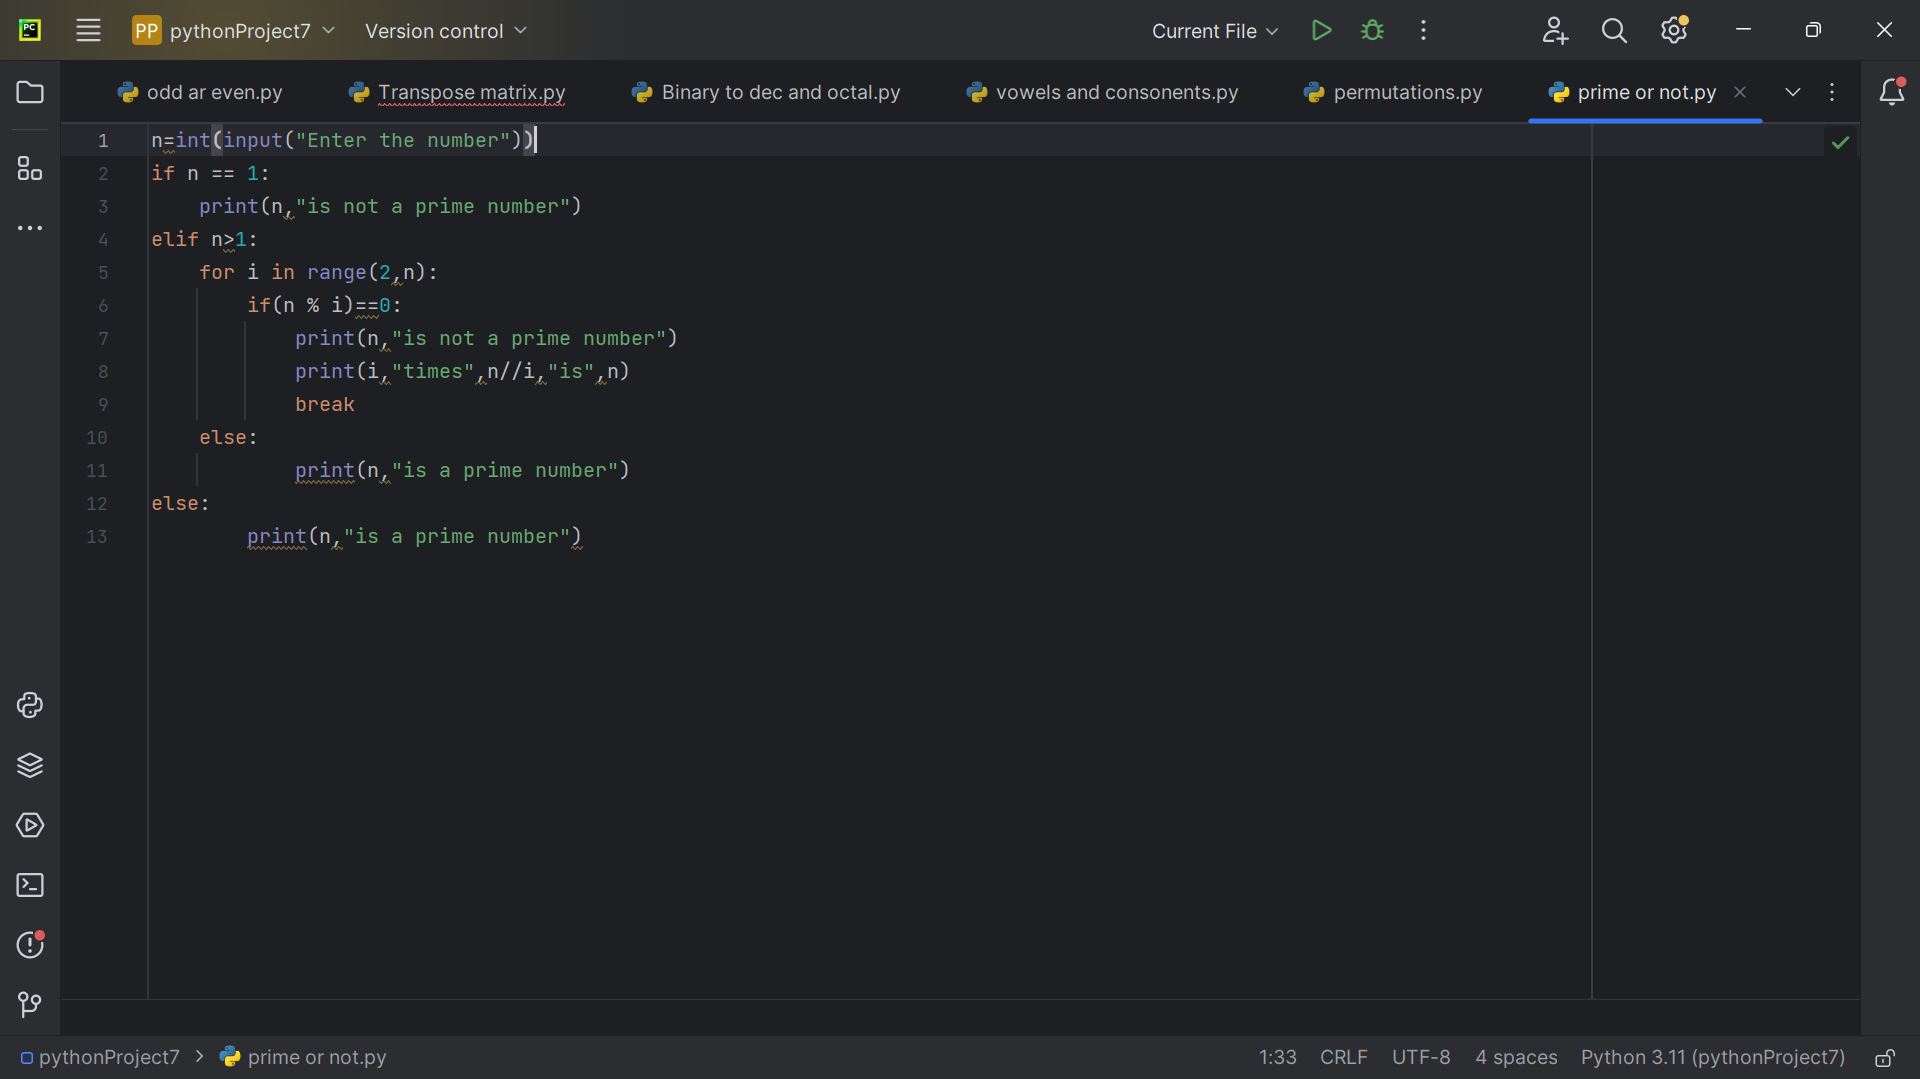 PC PP pythonProject7 Version control Current File
odd ar even.py Transpose matrix.py Binary to dec and octal.py vowels and consonents.py permutations.py prime or not.py
1 n=int(input("Enter the number"))
2 if n == 1:
3     print(n,"is not a prime number")
4 elif n>1:
5     for i in range(2,n):
6         if(n % i)==0:
7             print(n,"is not a prime number")
8             print(i,"times",n//i,"is",n)
9             break
10     else:
11             print(n,"is a prime number")
12 else:
13         print(n,"is a prime number")
pythonProject7 > prime or not.py 1:33 CRLF UTF-8 4 spaces Python 3.11 (pythonProject7)